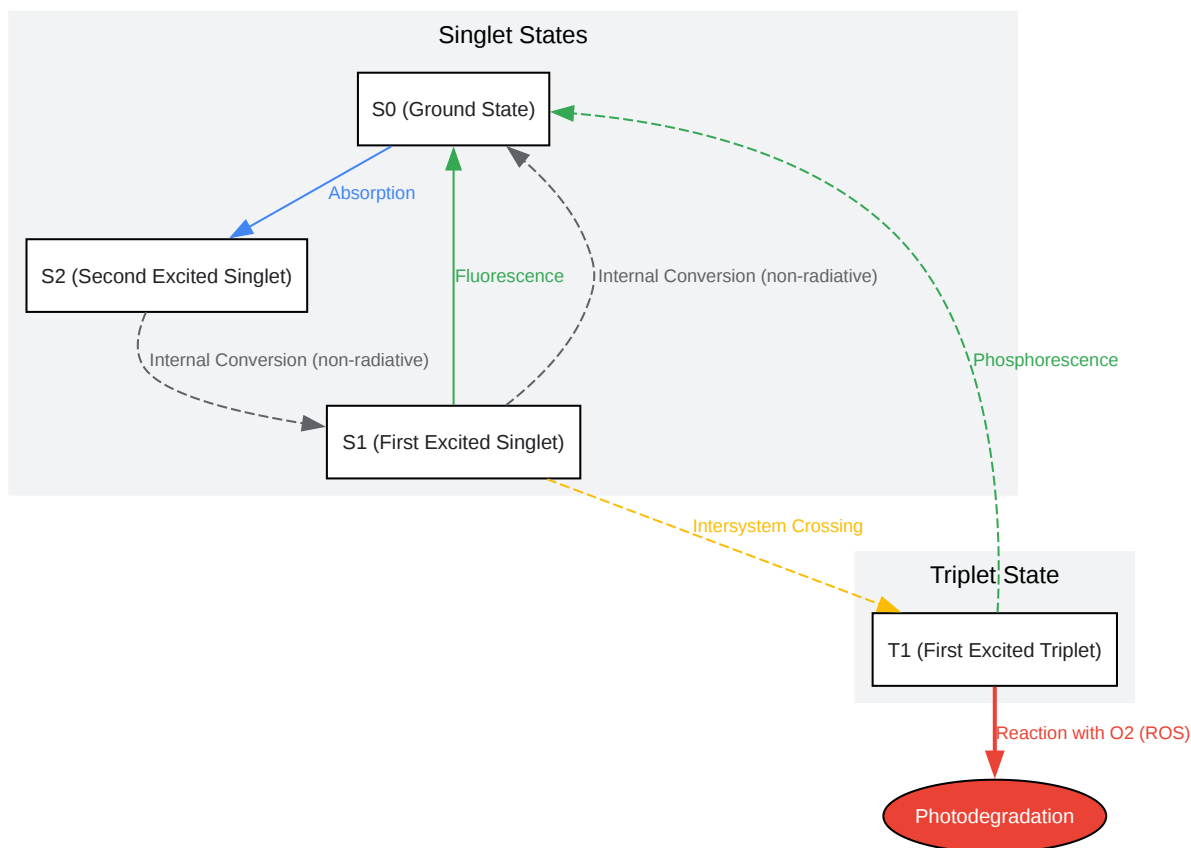 Singlet States
S0 (Ground State)
Absorption
S2 (Second Excited Singlet)
Fluorescence
Internal Conversion (non-radiative)
Internal Conversion (non-radiative)
Phosphorescence
S1 (First Excited Singlet)
Intersystem Crossing
Triplet State
T1 (First Excited Triplet)
Reaction with O2 (ROS)
Photodegradation